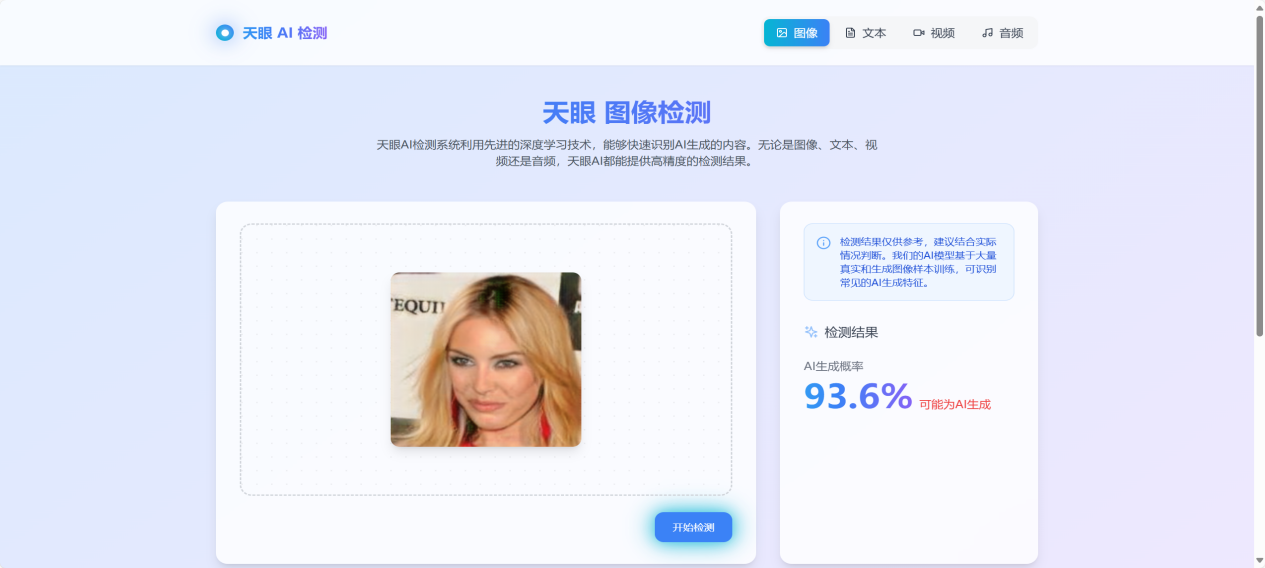 天眼 AI 检测
图像
文本
视频
音频
天眼 图像检测
天眼AI检测系统利用先进的深度学习技术，能够快速识别AI生成的内容。无论是图像、文本、视
频还是音频，天眼AI都能提供高精度的检测结果。
TEQUI
检测结果仅供参考，建议结合实际
情况判断。我们的AI模型基于大量
真实和生成图像样本训练，可识别
常见的AI生成特征。
检测结果
AI生成概率
93.6% 可能为AI生成
开始检测